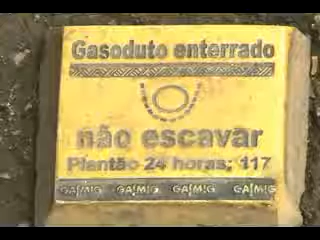 Gasoduto enterrado
não escavar
Plantão 24 horas; 117
GASMIG GASMIG GASMIG GASMIG